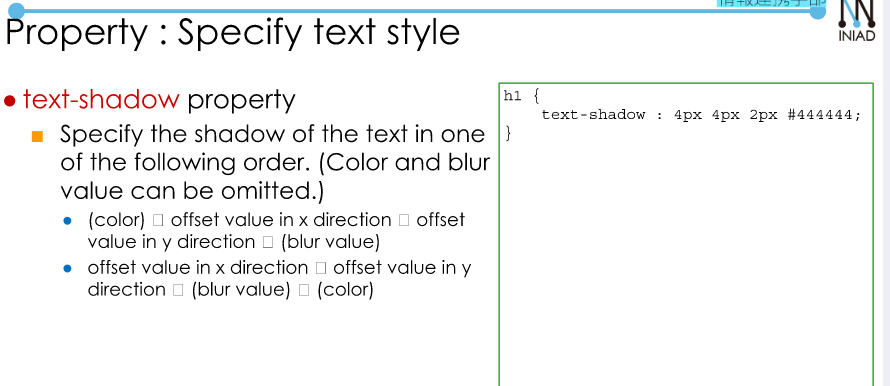 情報連携学部
INIAD
Property : Specify text style
text-shadow property
Specify the shadow of the text in one
of the following order. (Color and blur
value can be omitted.)
(color) □ offset value in x direction □ offset
value in y direction □ (blur value)
offset value in x direction □ offset value in y
direction □ (blur value) □ (color)
h1 {
text-shadow : 4px 4px 2px #444444;
}